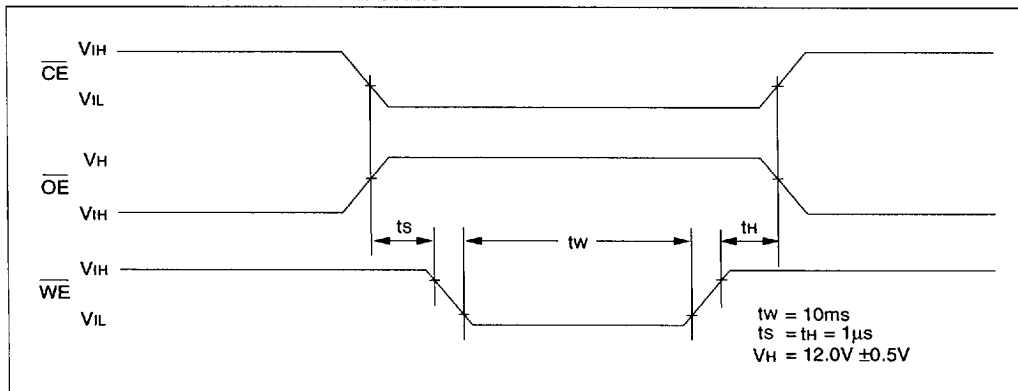 VIH
CE
VIL
VH
OE
VIH
tS
tW
tH
VIH
WE
VIL
tW = 10ms
tS = tH = 1µs
VH = 12.0V ±0.5V